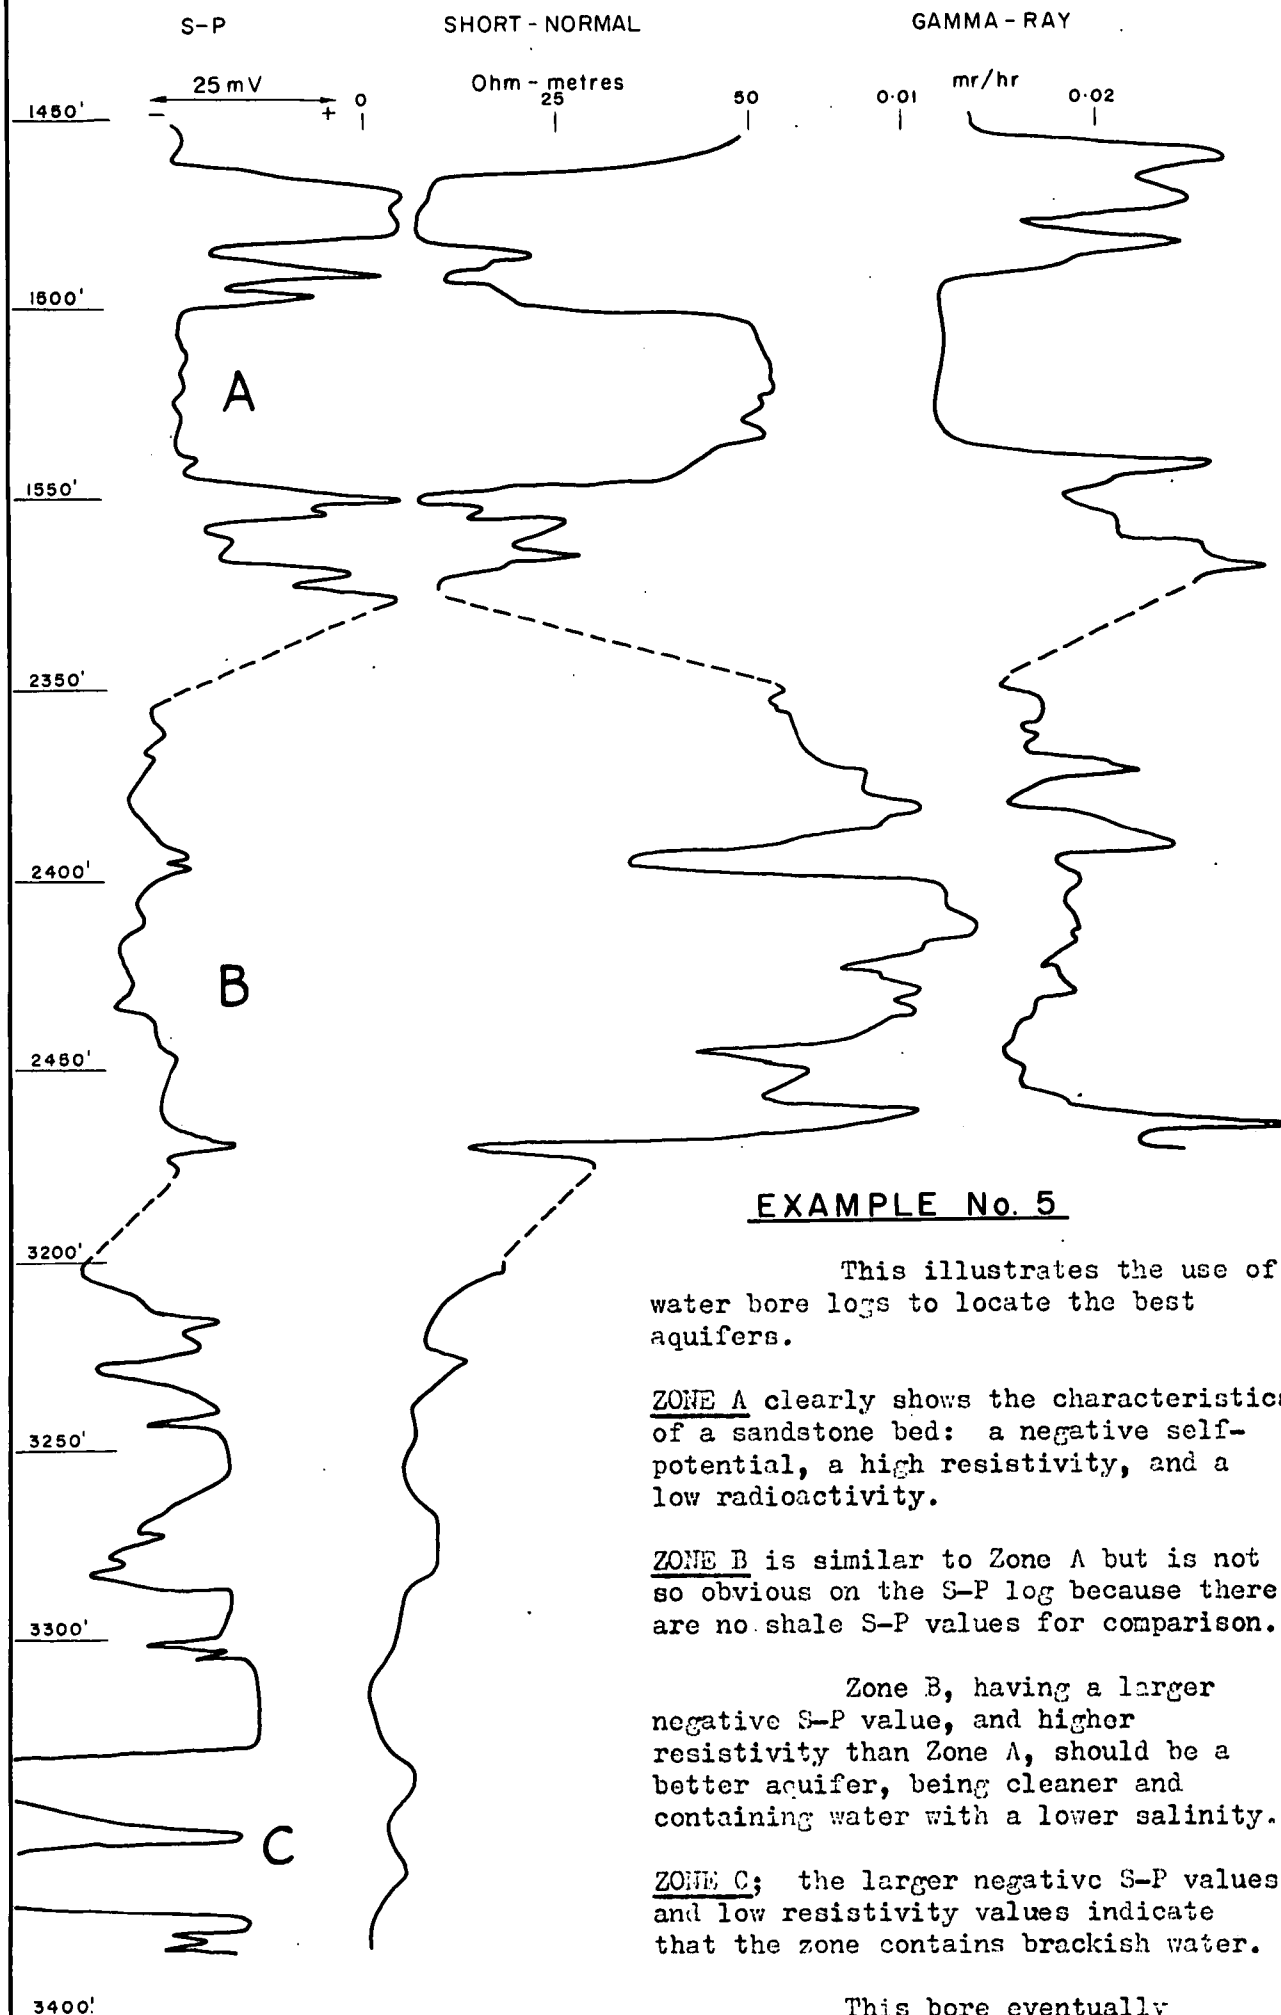 S-P SHORT-NORMAL GAMMA-RAY
25 mV Ohm-metres mr/hr
- + 0 25 50 0·01 0·02
1450'
1500'
A
1550'
2350'
2400'
B
2450'
EXAMPLE No. 5
3200'
This illustrates the use of
water bore logs to locate the best
aquifers.
ZONE A clearly shows the characteristics
of a sandstone bed: a negative self-
potential, a high resistivity, and a
low radioactivity.
3250'
ZONE B is similar to Zone A but is not
so obvious on the S-P log because there
are no shale S-P values for comparison.
3300'
Zone B, having a larger
negative S-P value, and higher
resistivity than Zone A, should be a
better aquifer, being cleaner and
containing water with a lower salinity.
C
ZONE C; the larger negative S-P values
and low resistivity values indicate
that the zone contains brackish water.
3400'
This bore eventually